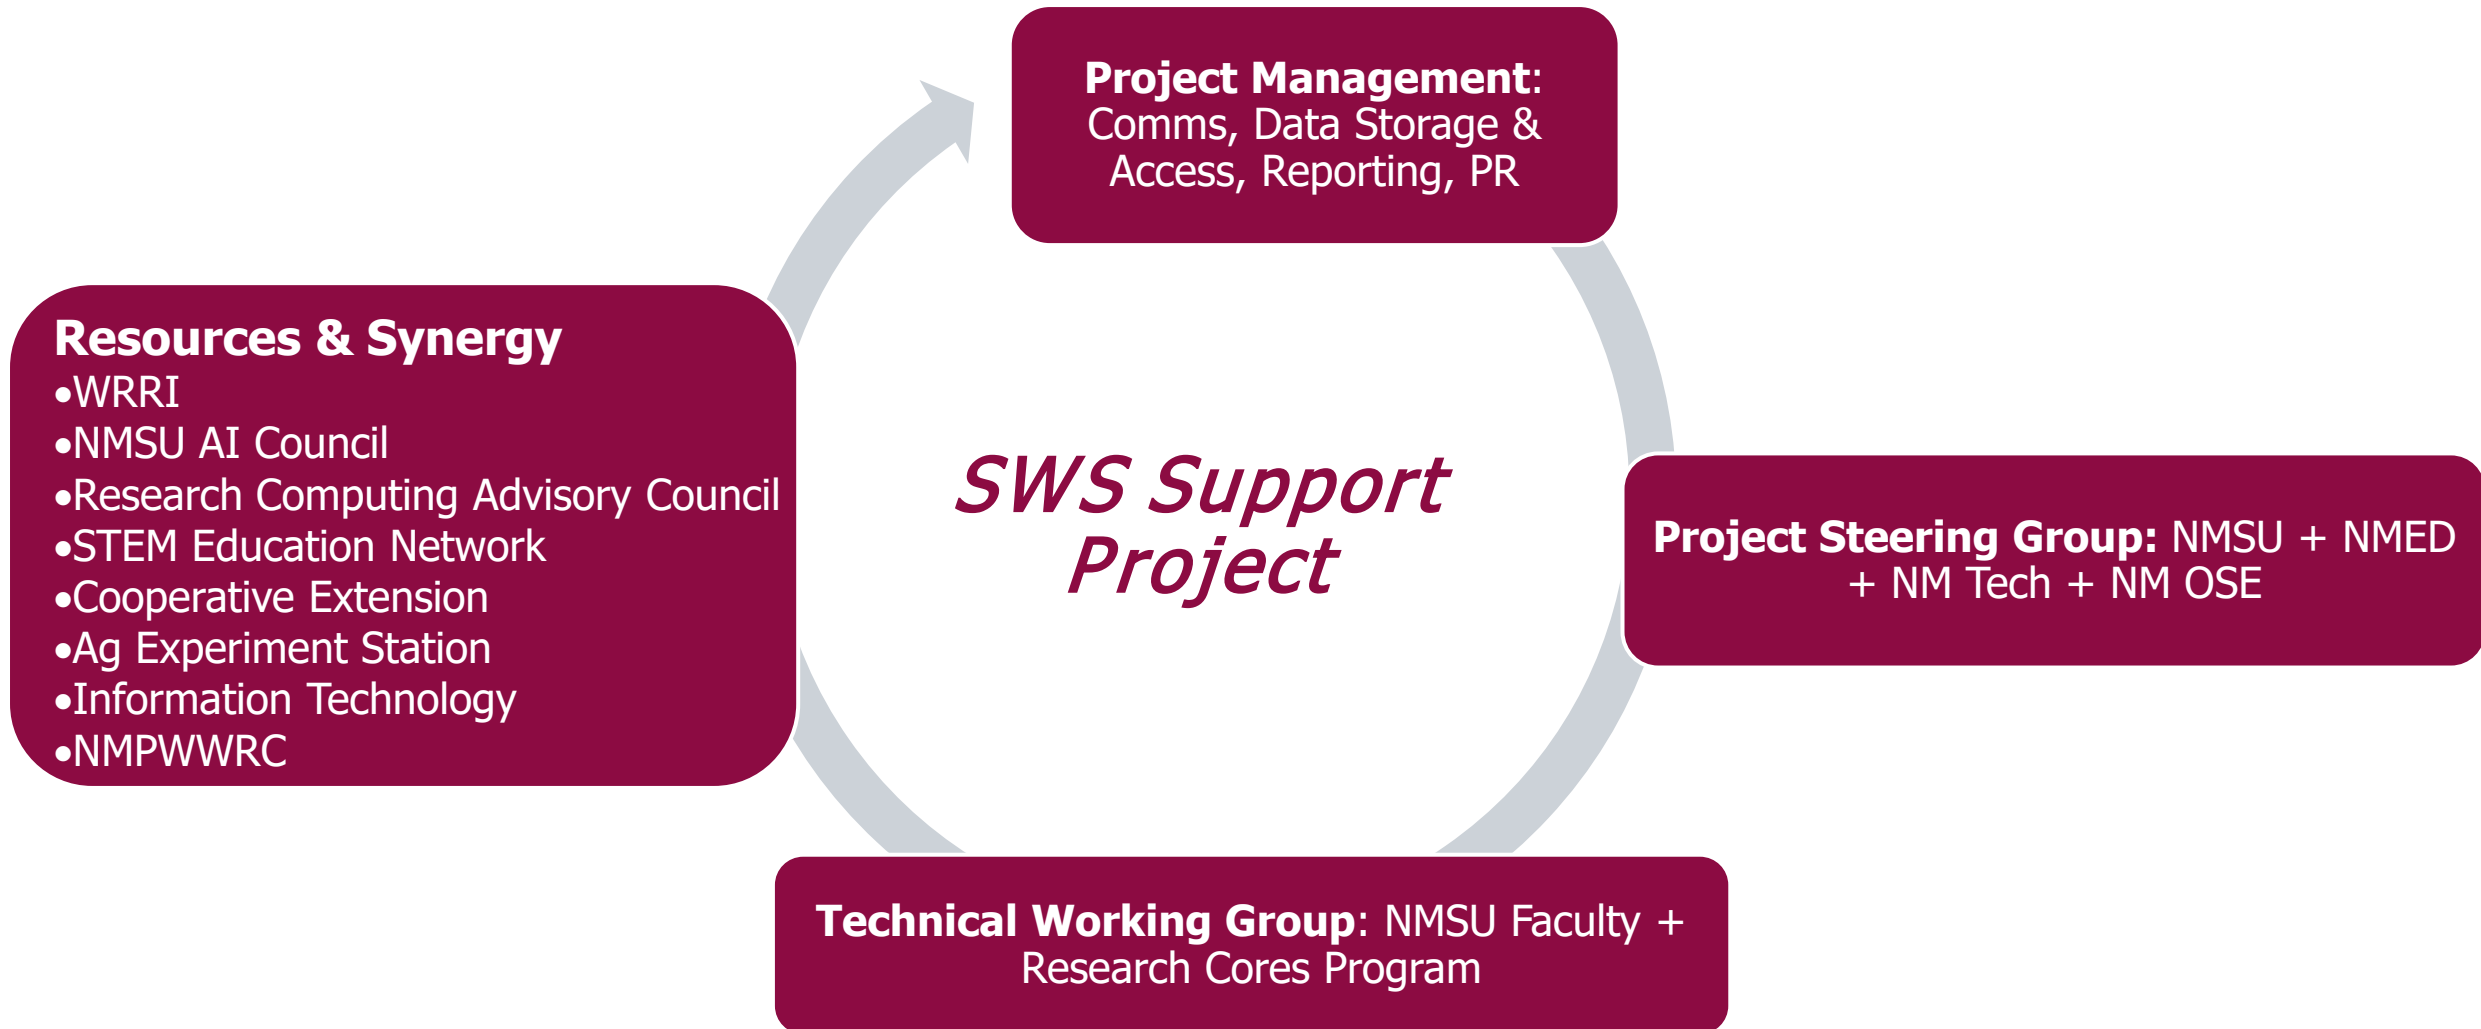 Project Management:
Comms, Data Storage &
Access, Reporting, PR
Resources & Synergy
•WRRI
•NMSU AI Council
•Research Computing Advisory Council
•STEM Education Network
•Cooperative Extension
•Ag Experiment Station
•Information Technology
•NMPWWRC
SWS Support
Project
Project Steering Group: NMSU + NMED
+ NM Tech + NM OSE
Technical Working Group: NMSU Faculty +
Research Cores Program